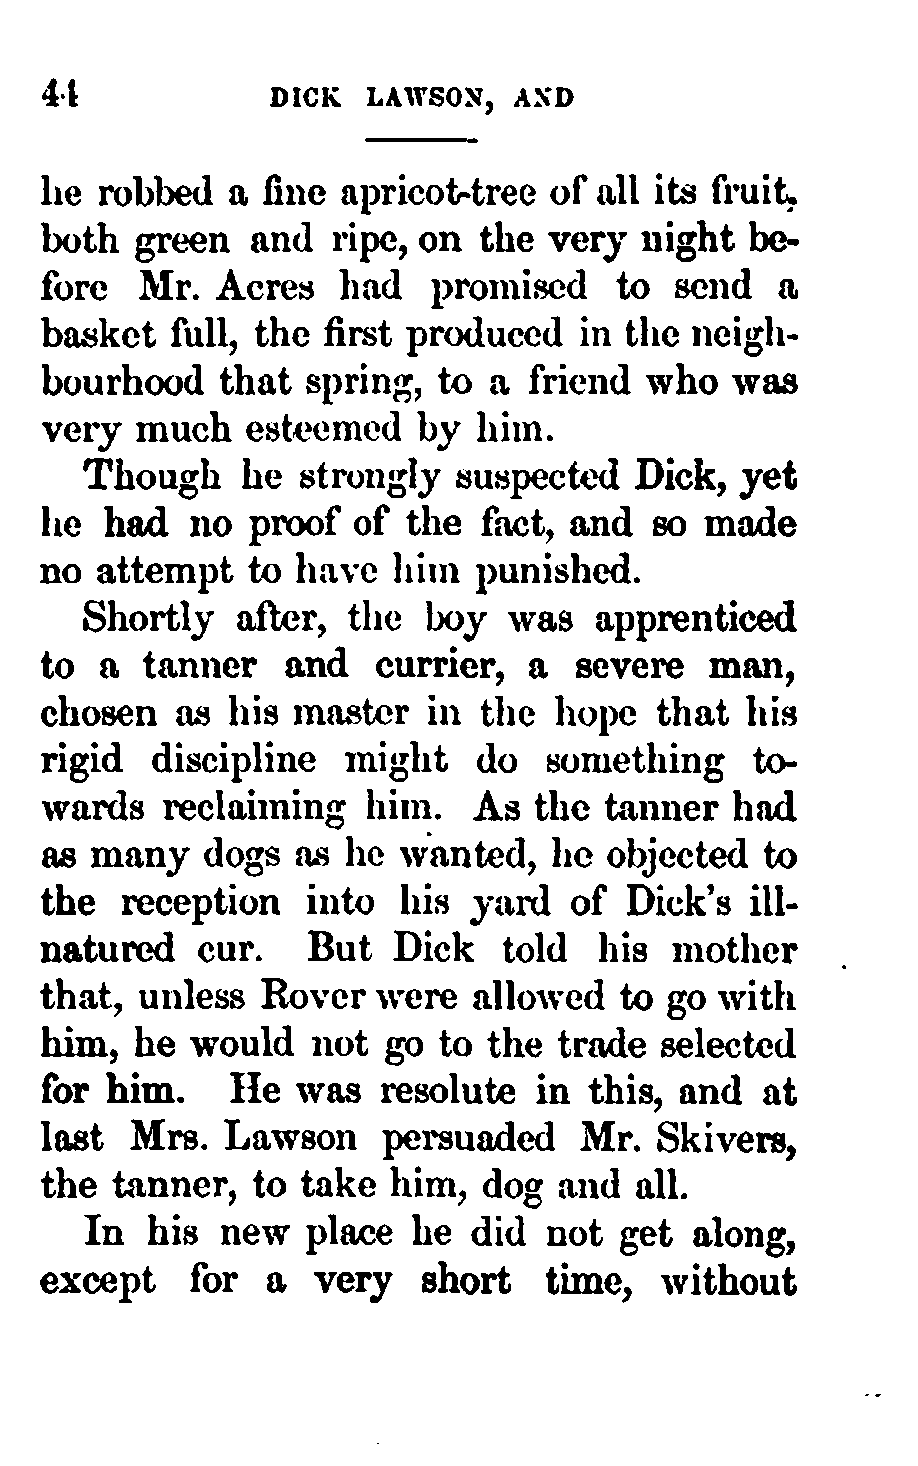 44 DICK LAWSON, AND
he robbed a fine apricot-tree of all its fruit,
both green and ripe, on the very night be-
fore Mr. Acres had promised to send a
basket full, the first produced in the neigh-
bourhood that spring, to a friend who was
very much esteemed by him.
Though he strongly suspected Dick, yet
he had no proof of the fact, and so made
no attempt to have him punished.
Shortly after, the boy was apprenticed
to a tanner and currier, a severe man,
chosen as his master in the hope that his
rigid discipline might do something to-
wards reclaiming him. As the tanner had
as many dogs as he wanted, he objected to
the reception into his yard of Dick's ill-
natured cur. But Dick told his mother
that, unless Rover were allowed to go with
him, he would not go to the trade selected
for him. He was resolute in this, and at
last Mrs. Lawson persuaded Mr. Skivers,
the tanner, to take him, dog and all.
In his new place he did not get along,
except for a very short time, without